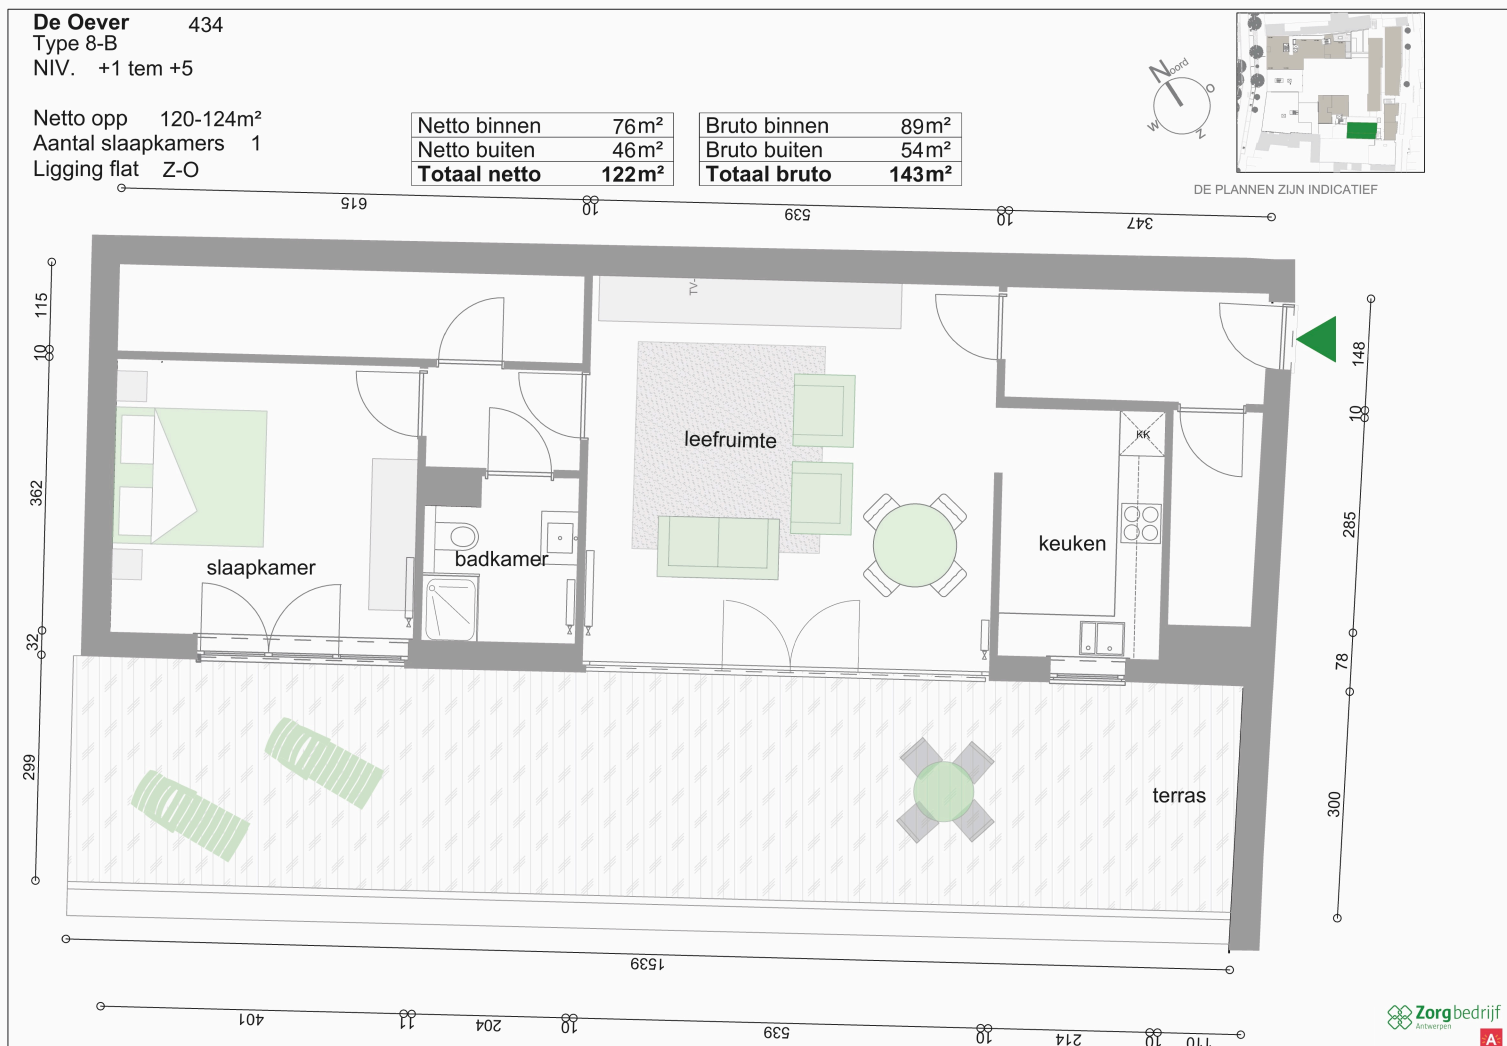 De Oever 434
Type 8-B
NIV. +1 tem +5
Netto opp 120-124m²
Aantal slaapkamers 1
Ligging flat Z-O
Netto binnen 76m²
Netto buiten 46m²
Totaal netto 122m²
Bruto binnen 89m²
Bruto buiten 54m²
Totaal bruto 143m²
Noord
O
W
Z
DE PLANNEN ZIJN INDICATIEF
615
10
539
10
347
115
10
362
32
299
148
10
285
78
300
TV-
leefruimte
KK
keuken
slaapkamer
badkamer
terras
1539
401
11
204
10
539
10
214
10
110
Zorgbedrijf
Antwerpen
A